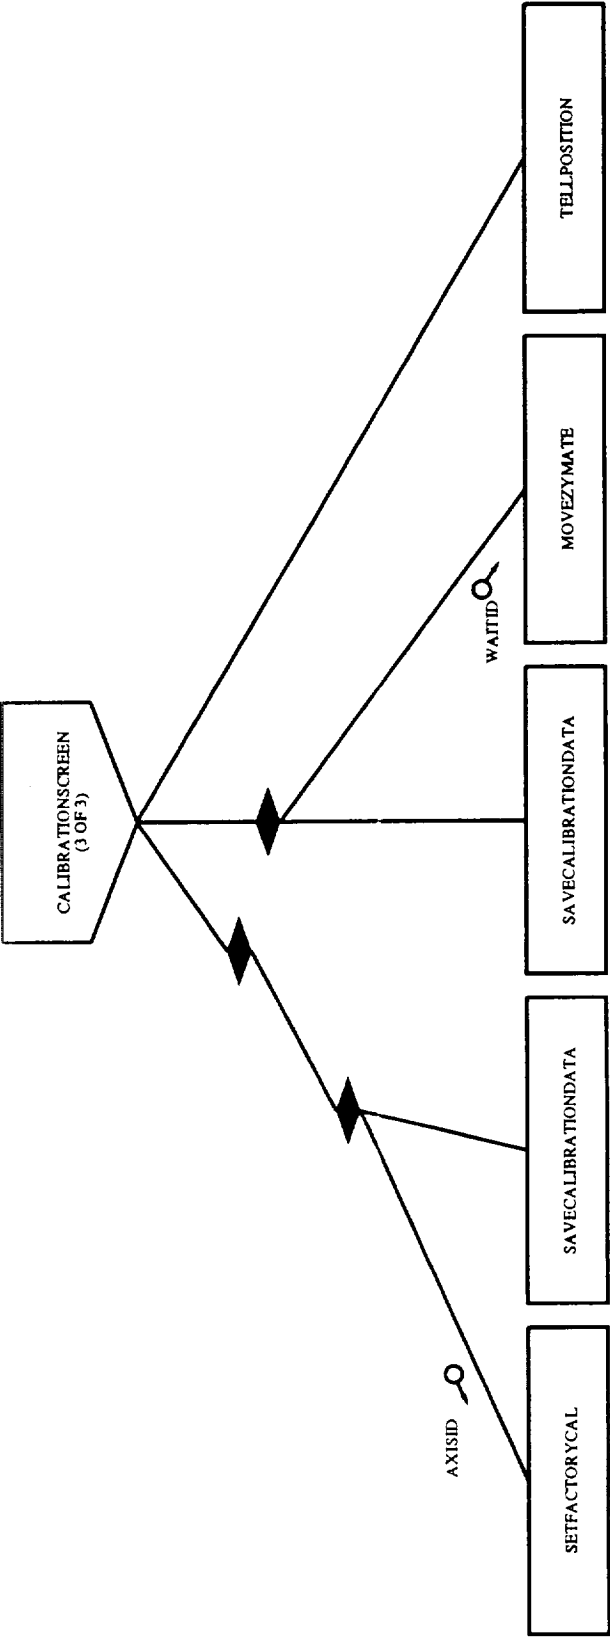 CALIBRATIONSCREEN
(3 OF 3)
AXISID
WAITID
SETFACTORYCAL
SAVECALIBRATIONDATA
SAVECALIBRATIONDATA
MOVEZYMATE
TELLPOSITION